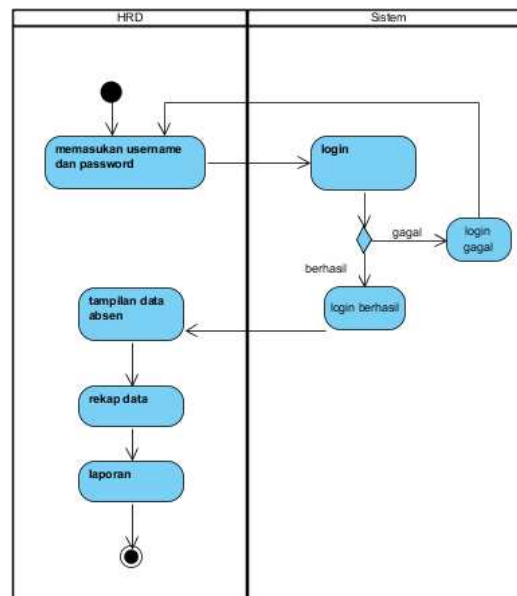 HRD
Sistem
memasukan username
dan password
login
gagal
login
gagal
berhasil
login berhasil
tampilan data
absen
rekap data
laporan